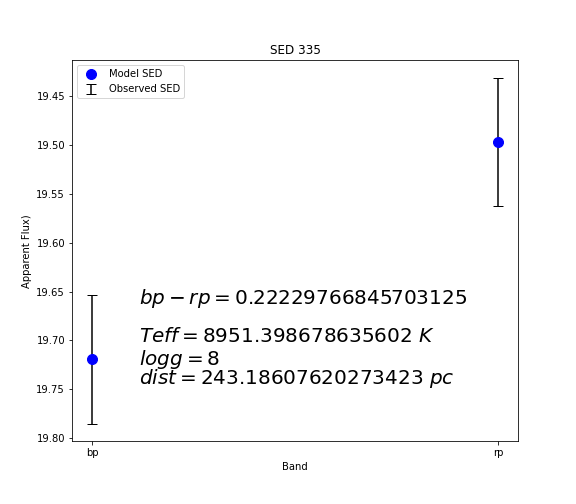 SED 335
Model SED
Observed SED
19.45
19.50
19.55
19.60
19.65
19.70
19.75
19.80
Apparent Flux)
bp − rp = 0.22229766845703125
Teff = 8951.398678635602 K
logg = 8
dist = 243.18607620273423 pc
bp
rp
Band